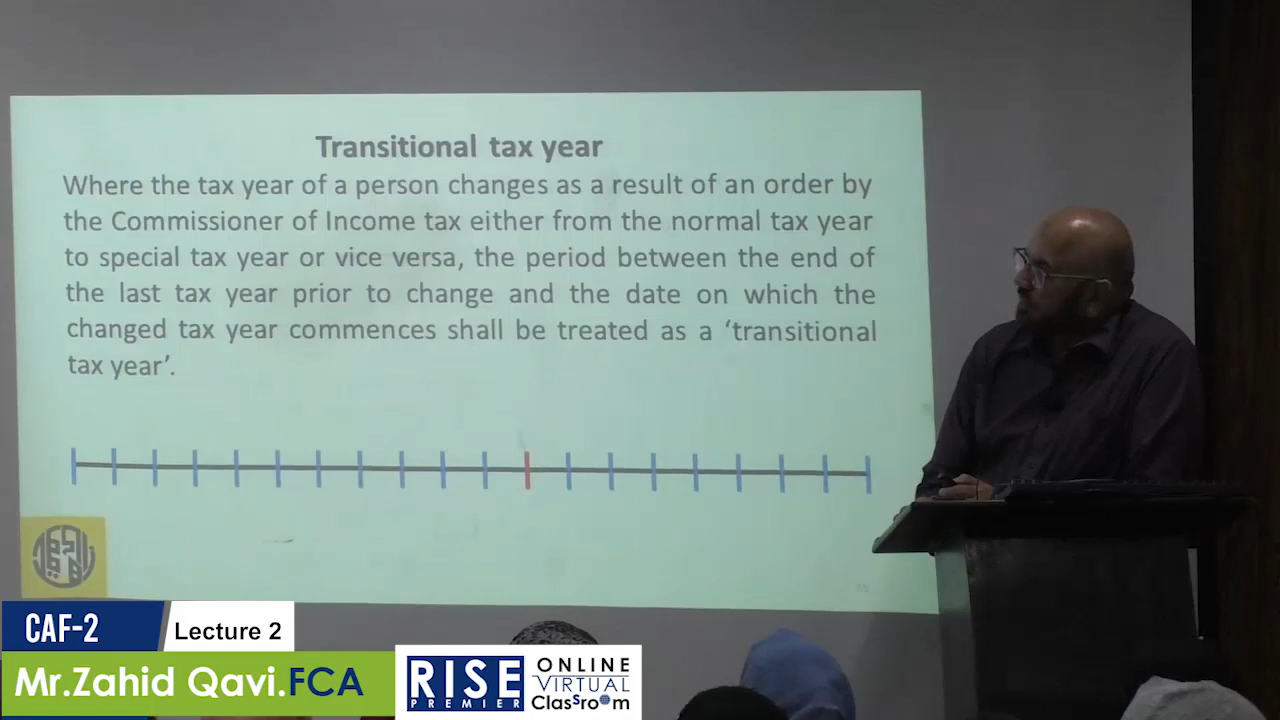 Transitional tax year
Where the tax year of a person changes as a result of an order by
the Commissioner of Income tax either from the normal tax year
to special tax year or vice versa, the period between the end of
the last tax year prior to change and the date on which the
changed tax year commences shall be treated as a ‘transitional
tax year’.
CAF-2
Lecture 2
Mr.Zahid Qavi.FCA
RISE
PREMIER
ONLINE
VIRTUAL
Classroom